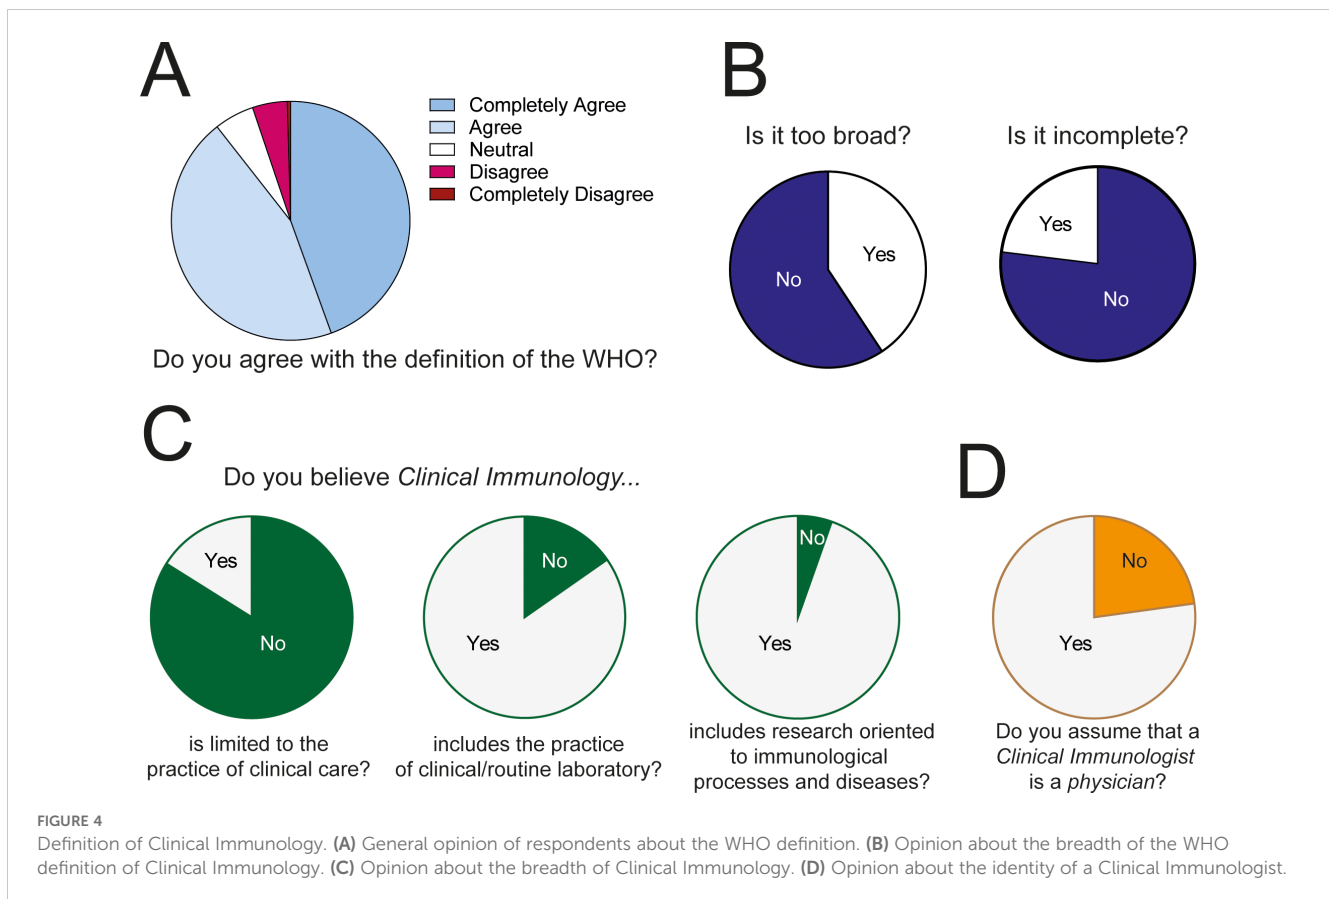 A
Completely Agree
Agree
Neutral
Disagree
Completely Disagree
Do you agree with the definition of the WHO?
B
Is it too broad?
Yes
No
Is it incomplete?
Yes
No
C
Do you believe Clinical Immunology...
Yes
No
is limited to the
practice of clinical care?
No
Yes
includes the practice
of clinical/routine laboratory?
No
Yes
includes research oriented
to immunological
processes and diseases?
D
No
Yes
Do you assume that a
Clinical Immunologist
is a physician?
FIGURE 4
Definition of Clinical Immunology. (A) General opinion of respondents about the WHO definition. (B) Opinion about the breadth of the WHO
definition of Clinical Immunology. (C) Opinion about the breadth of Clinical Immunology. (D) Opinion about the identity of a Clinical Immunologist.